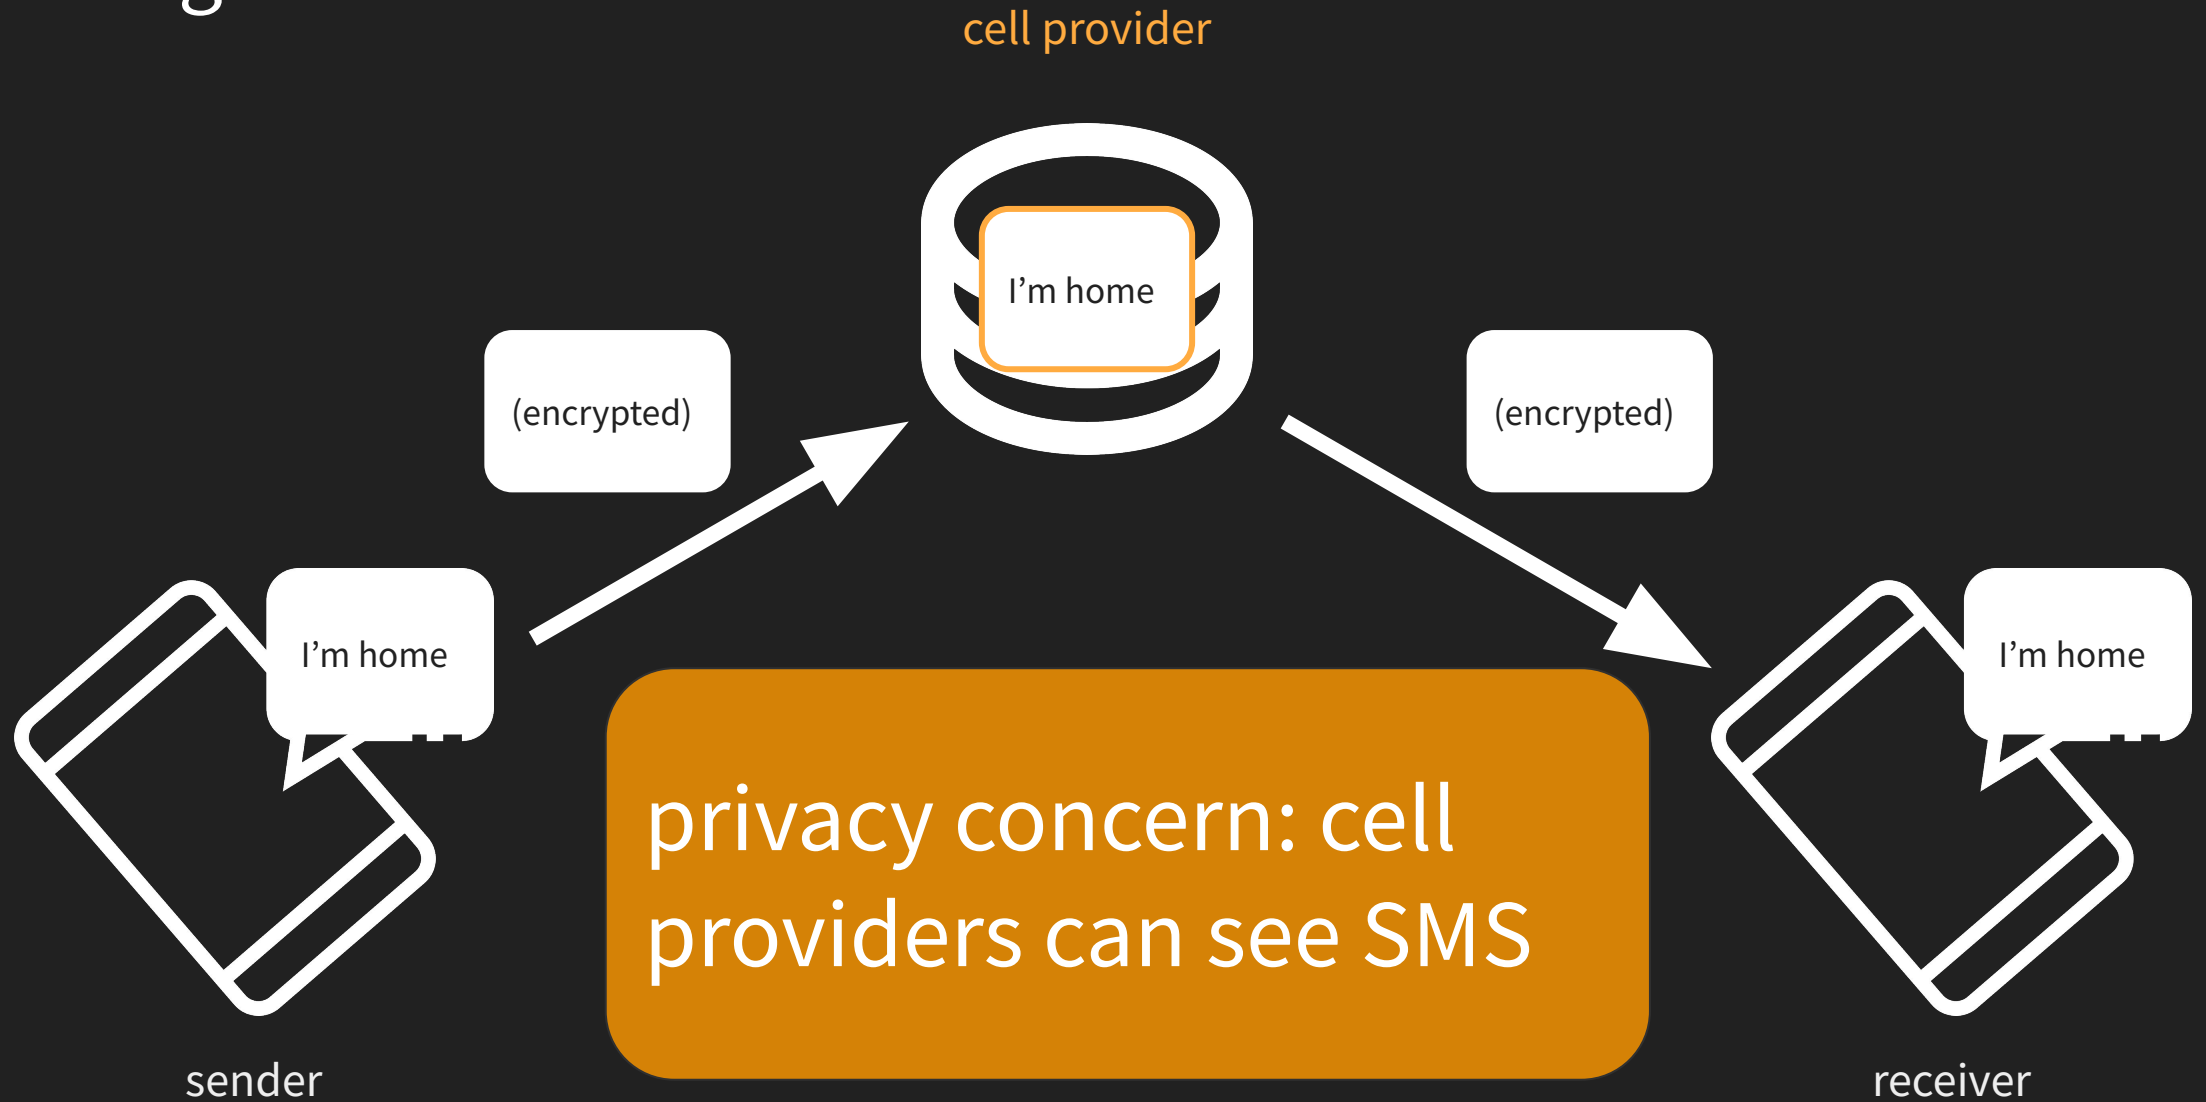 cell provider
I’m home
(encrypted)
(encrypted)
I’m home
I’m home
privacy concern: cell
providers can see SMS
sender
receiver